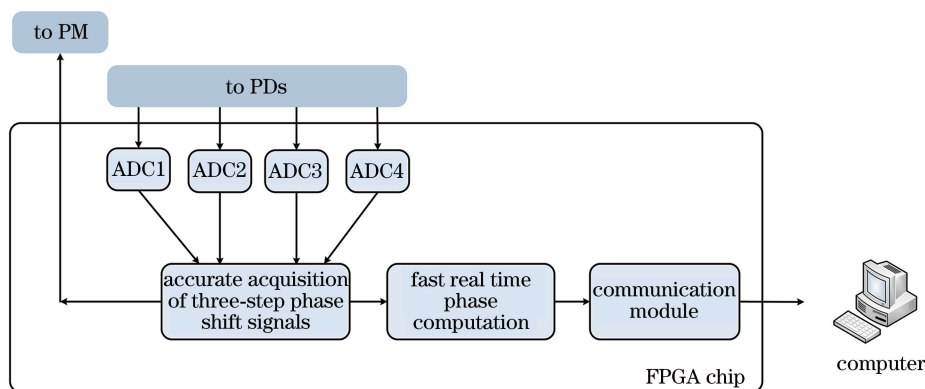 to PM
to PDs
ADC1
ADC2
ADC3
ADC4
accurate acquisition
of three-step phase
shift signals
fast real time
phase
computation
communication
module
computer
FPGA chip